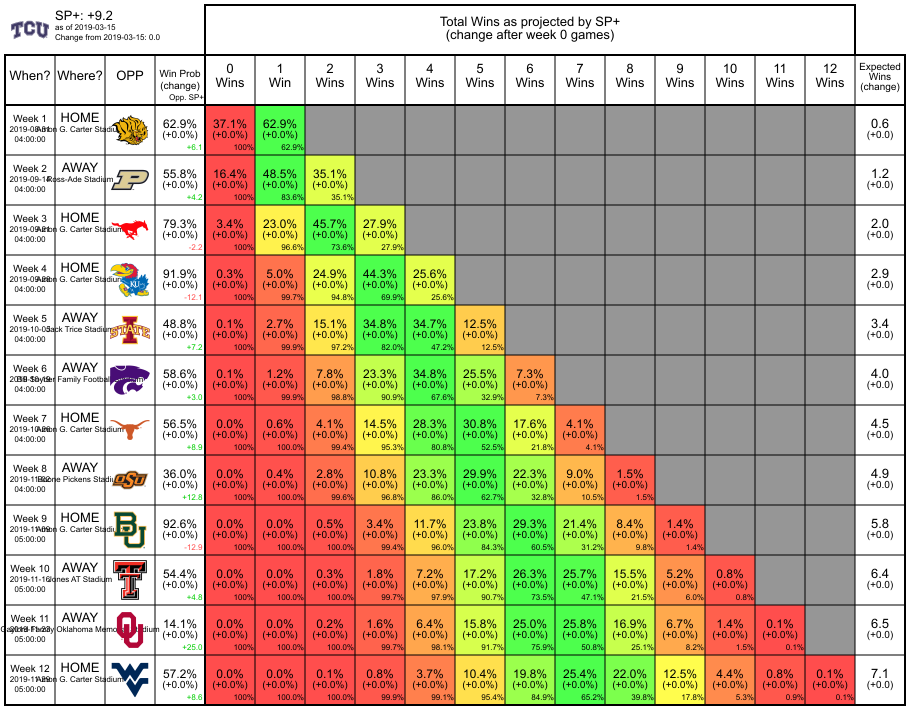 TCU
SP+: +9.2
as of 2019-03-15
Change from 2019-03-15: 0.0
Total Wins as projected by SP+
(change after week 0 games)
When? Where? OPP Win Prob (change) Opp. SP+ 0 Wins 1 Win 2 Wins 3 Wins 4 Wins 5 Wins 6 Wins 7 Wins 8 Wins 9 Wins 10 Wins 11 Wins 12 Wins Expected Wins (change)
Week 1 HOME 62.9% 37.1% 62.9% 0.6
Amon G. Carter Stadium (+0.0%) (+0.0%) (+0.0%) (+0.0)
04:00:00 +6.1 100% 62.9%
Week 2 AWAY P 55.8% 16.4% 48.5% 35.1% 1.2
Ross-Ade Stadium (+0.0%) (+0.0%) (+0.0%) (+0.0%) (+0.0)
04:00:00 +4.2 100% 83.6% 35.1%
Week 3 HOME 79.3% 3.4% 23.0% 45.7% 27.9% 2.0
Amon G. Carter Stadium (+0.0%) (+0.0%) (+0.0%) (+0.0%) (+0.0%) (+0.0)
04:00:00 -2.2 100% 96.6% 73.6% 27.9%
Week 4 HOME KU 91.9% 0.3% 5.0% 24.9% 44.3% 25.6% 2.9
Amon G. Carter Stadium (+0.0%) (+0.0%) (+0.0%) (+0.0%) (+0.0%) (+0.0%) (+0.0)
04:00:00 -12.1 100% 99.7% 94.8% 69.9% 25.6%
Week 5 AWAY STATE 48.8% 0.1% 2.7% 15.1% 34.8% 34.7% 12.5% 3.4
Jack Trice Stadium (+0.0%) (+0.0%) (+0.0%) (+0.0%) (+0.0%) (+0.0%) (+0.0%) (+0.0)
04:00:00 +7.2 100% 99.9% 97.2% 82.0% 47.2% 12.5%
Week 6 AWAY 58.6% 0.1% 1.2% 7.8% 23.3% 34.8% 25.5% 7.3% 4.0
Family (+0.0%) (+0.0%) (+0.0%) (+0.0%) (+0.0%) (+0.0%) (+0.0%) (+0.0%) (+0.0)
04:00:00 +3.0 100% 99.9% 98.8% 90.9% 67.6% 32.9% 7.3%
Week 7 HOME 56.5% 0.0% 0.6% 4.1% 14.5% 28.3% 30.8% 17.6% 4.1% 4.5
Amon G. Carter Stadium (+0.0%) (+0.0%) (+0.0%) (+0.0%) (+0.0%) (+0.0%) (+0.0%) (+0.0%) (+0.0%) (+0.0)
04:00:00 +8.9 100% 100.0% 99.4% 95.3% 80.8% 52.5% 21.8% 4.1%
Week 8 AWAY OSU 36.0% 0.0% 0.4% 2.8% 10.8% 23.3% 29.9% 22.3% 9.0% 1.5% 4.9
Pickens Stadium (+0.0%) (+0.0%) (+0.0%) (+0.0%) (+0.0%) (+0.0%) (+0.0%) (+0.0%) (+0.0%) (+0.0%) (+0.0)
04:00:00 +12.8 100% 100.0% 99.6% 96.8% 86.0% 62.7% 32.8% 10.5% 1.5%
Week 9 HOME BU 92.6% 0.0% 0.0% 0.5% 3.4% 11.7% 23.8% 29.3% 21.4% 8.4% 1.4% 5.8
Amon G. Carter Stadium (+0.0%) (+0.0%) (+0.0%) (+0.0%) (+0.0%) (+0.0%) (+0.0%) (+0.0%) (+0.0%) (+0.0%) (+0.0%) (+0.0)
05:00:00 -12.9 100% 100.0% 100.0% 99.4% 96.0% 84.3% 60.5% 31.2% 9.8% 1.4%
Week 10 AWAY T 54.4% 0.0% 0.0% 0.3% 1.8% 7.2% 17.2% 26.3% 25.7% 15.5% 5.2% 0.8% 6.4
2019-11-16 Jones AT Stadium (+0.0%) (+0.0%) (+0.0%) (+0.0%) (+0.0%) (+0.0%) (+0.0%) (+0.0%) (+0.0%) (+0.0%) (+0.0%) (+0.0%) (+0.0)
05:00:00 +4.8 100% 100.0% 100.0% 99.7% 97.9% 90.7% 73.5% 47.1% 21.5% 6.0% 0.8%
Week 11 AWAY OU 14.1% 0.0% 0.0% 0.2% 1.6% 6.4% 15.8% 25.0% 25.8% 16.9% 6.7% 1.4% 0.1% 6.5
Oklahoma Memorial Stadium (+0.0%) (+0.0%) (+0.0%) (+0.0%) (+0.0%) (+0.0%) (+0.0%) (+0.0%) (+0.0%) (+0.0%) (+0.0%) (+0.0%) (+0.0%) (+0.0)
05:00:00 +25.0 100% 100.0% 100.0% 99.7% 98.1% 91.7% 75.9% 50.8% 25.1% 8.2% 1.5% 0.1%
Week 12 HOME WV 57.2% 0.0% 0.0% 0.1% 0.8% 3.7% 10.4% 19.8% 25.4% 22.0% 12.5% 4.4% 0.8% 0.1% 7.1
Amon G. Carter Stadium (+0.0%) (+0.0%) (+0.0%) (+0.0%) (+0.0%) (+0.0%) (+0.0%) (+0.0%) (+0.0%) (+0.0%) (+0.0%) (+0.0%) (+0.0%) (+0.0%) (+0.0)
05:00:00 +8.6 100% 100.0% 100.0% 99.9% 99.1% 95.4% 84.9% 65.2% 39.8% 17.8% 5.3% 0.9% 0.1%